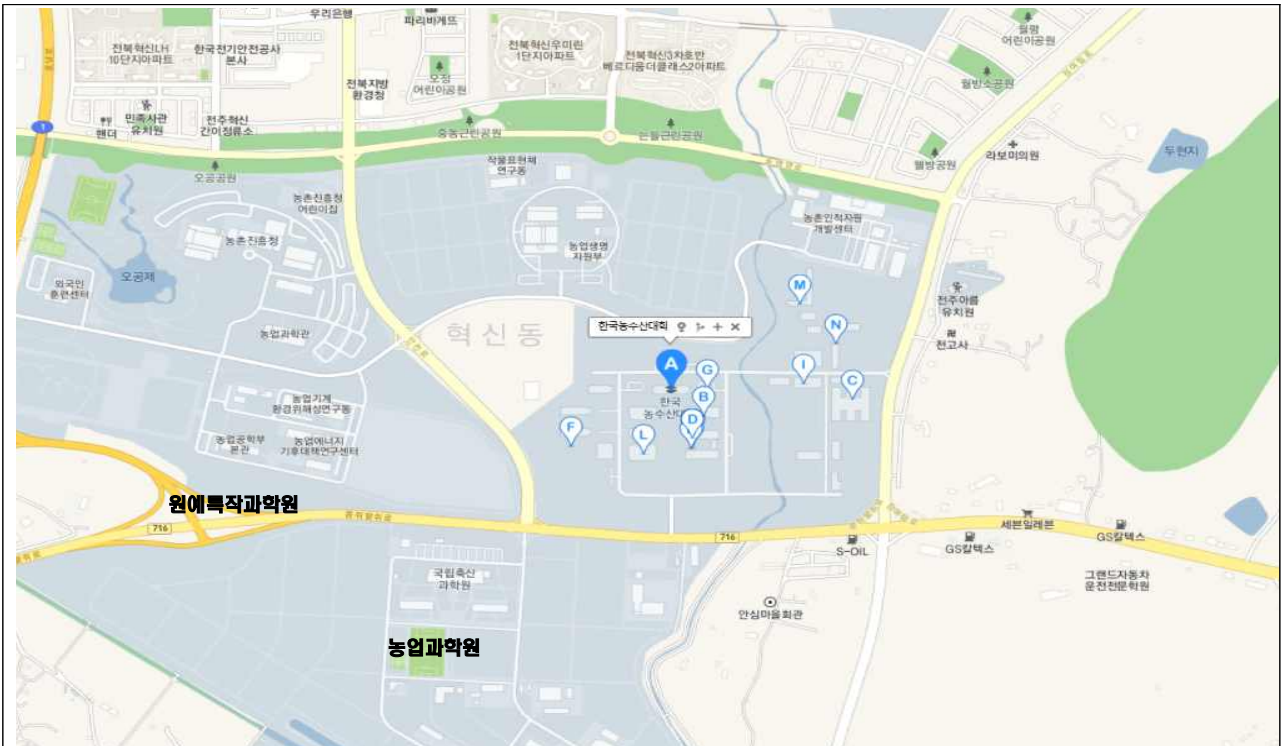 우리은행
파리바게뜨
월망
어린이공원
전북혁신LH
10단지아파트
한국전기안전공사
본사
전북혁신우미린
1단지아파트
전북혁신3차호반
베르디움더클래스2아파트
전북지방
환경청
오정
어린이공원
월방소공원
민족사관
유치원
맨더
전주혁신
간이정류소
1
중동근린공원
안들근린공원
오공공원
작물표현체
연구동
월방공원
라보미의원
두현지
농촌진흥청
어린이집
농촌진흥청
농업생명
자원부
농촌인적자원
개발센터
외국인
훈련센터
오공제
M
전주아름
유치원
혁신동
한국농수산대학
N
농업과학관
전고사
A
G
I
C
B
한국
농수산대
농업기계
환경위해성연구동
F
L
D
농업공학부
본관
농업에너지
기후대책연구센터
원예특작과학원
716
콩쥐팥쥐로
716
세븐일레븐
GS칼텍스
S-OIL
GS칼텍스
국립축산
과학원
그랜드자동차
운전전문학원
안심마을회관
농업과학원